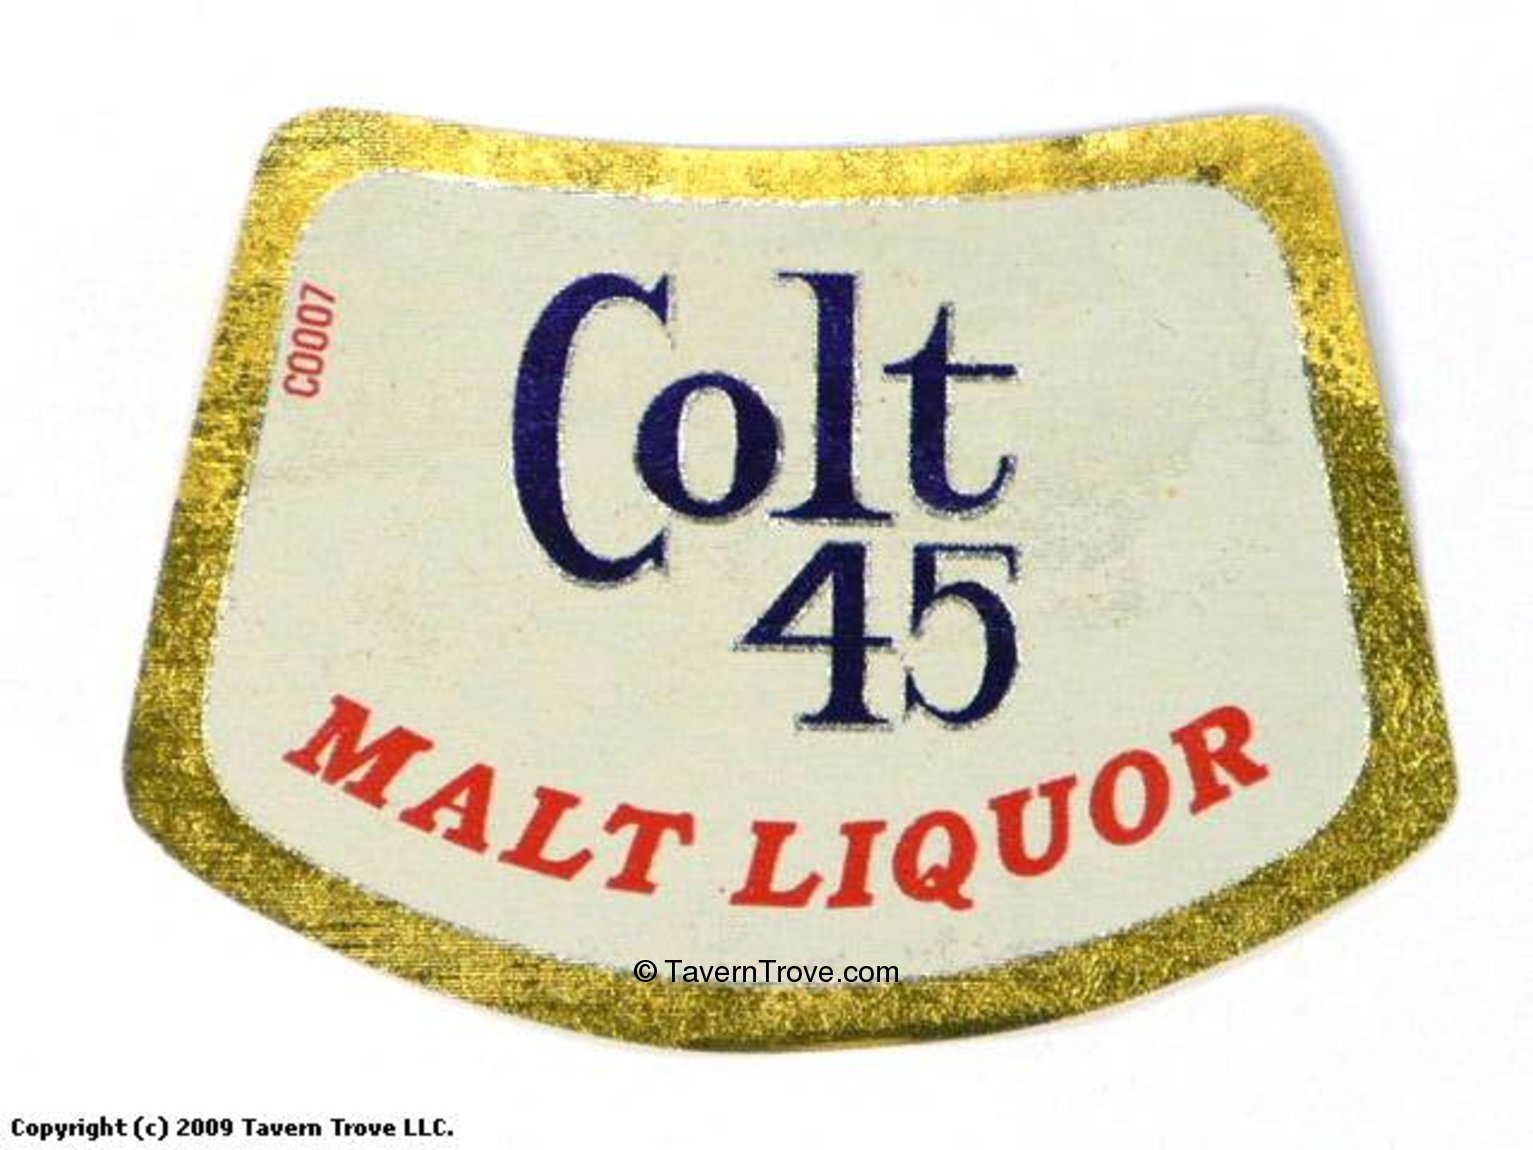 CO007
Colt
45
MALT LIQUOR
© TavernTrove.com
Copyright (c) 2009 Tavern Trove LLC.